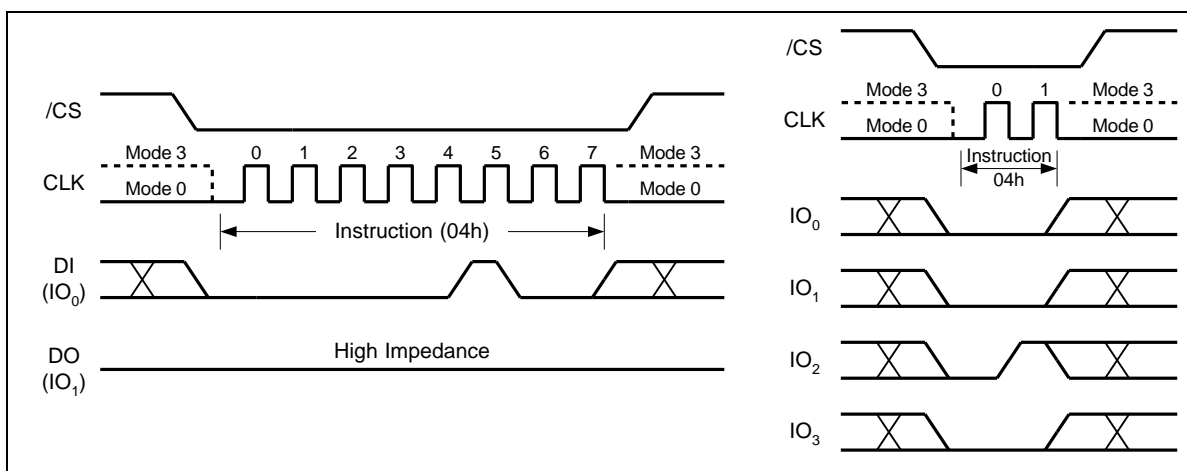 /CS
Mode 3 0 1 2 3 4 5 6 7 Mode 3
CLK
Mode 0 Mode 0
Instruction (04h)
DI
(IO0)
DO
(IO1)
High Impedance
/CS
Mode 3 0 1 Mode 3
CLK
Mode 0 Mode 0
Instruction
04h
IO0
IO1
IO2
IO3